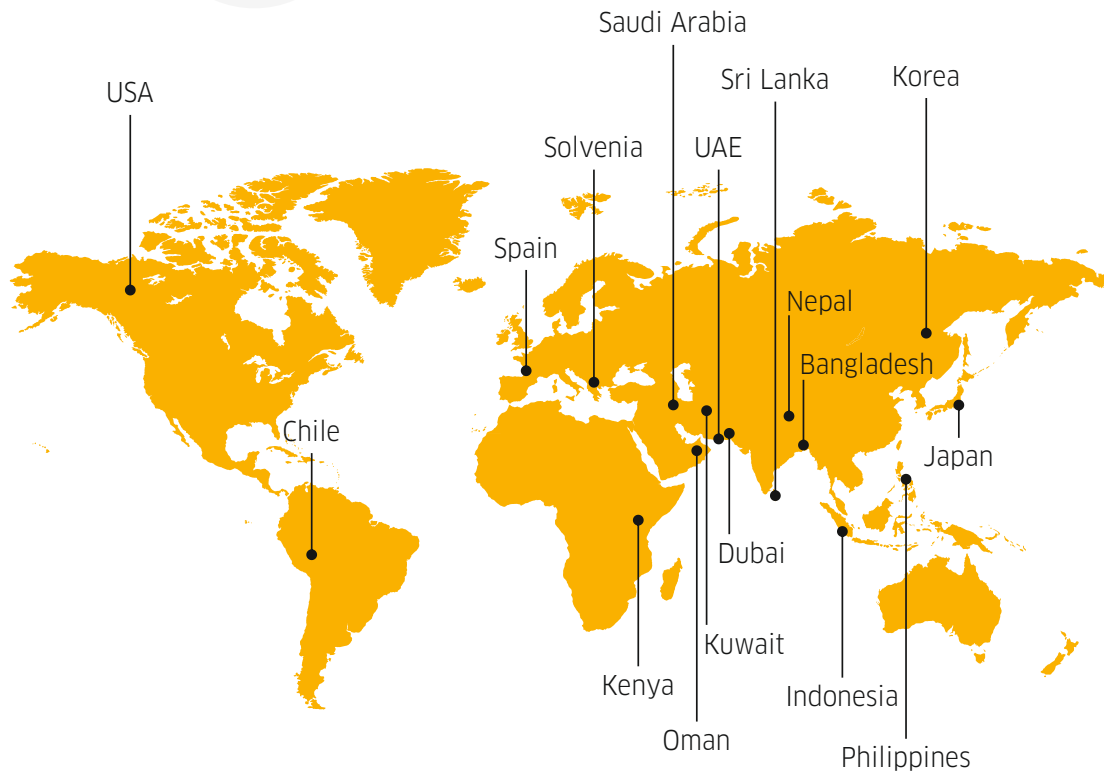 Saudi Arabia
USA
Sri Lanka
Korea
Solvenia
UAE
Spain
Nepal
Bangladesh
Chile
Japan
Dubai
Kuwait
Kenya
Indonesia
Oman
Philippines